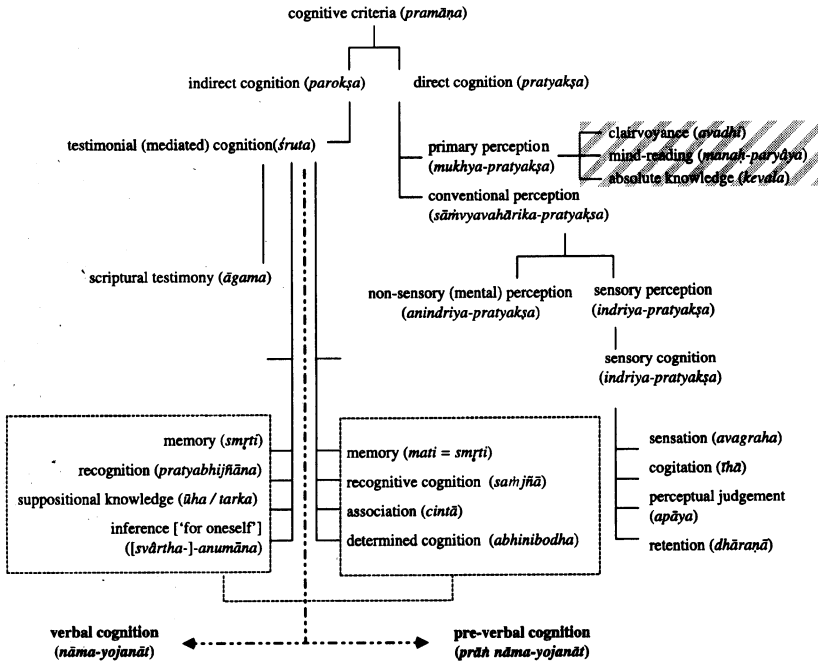 cognitive criteria (pramāṇa)
indirect cognition (parokṣa)
direct cognition (pratyakṣa)
testimonial (mediated) cognition(śruta)
primary perception
(mukhya-pratyakṣa)
clairvoyance (avadhi)
mind-reading (manaḥ-paryâya)
absolute knowledge (kevala)
conventional perception
(sāṁvyavahārika-pratyakṣa)
scriptural testimony (āgama)
non-sensory (mental) perception
(anindriya-pratyakṣa)
sensory perception
(indriya-pratyakṣa)
sensory cognition
(indriya-pratyakṣa)
memory (smṛti)
recognition (pratyabhijñāna)
suppositional knowledge (ūha / tarka)
inference ['for oneself']
([svârtha-]-anumāna)
memory (mati = smṛti)
recognitive cognition (saṁjñā)
association (cintā)
determined cognition (abhinibodha)
sensation (avagraha)
cogitation (īhā)
perceptual judgement
(apāya)
retention (dhāraṇā)
verbal cognition
(nāma-yojanāt)
pre-verbal cognition
(prāṅ nāma-yojanāt)